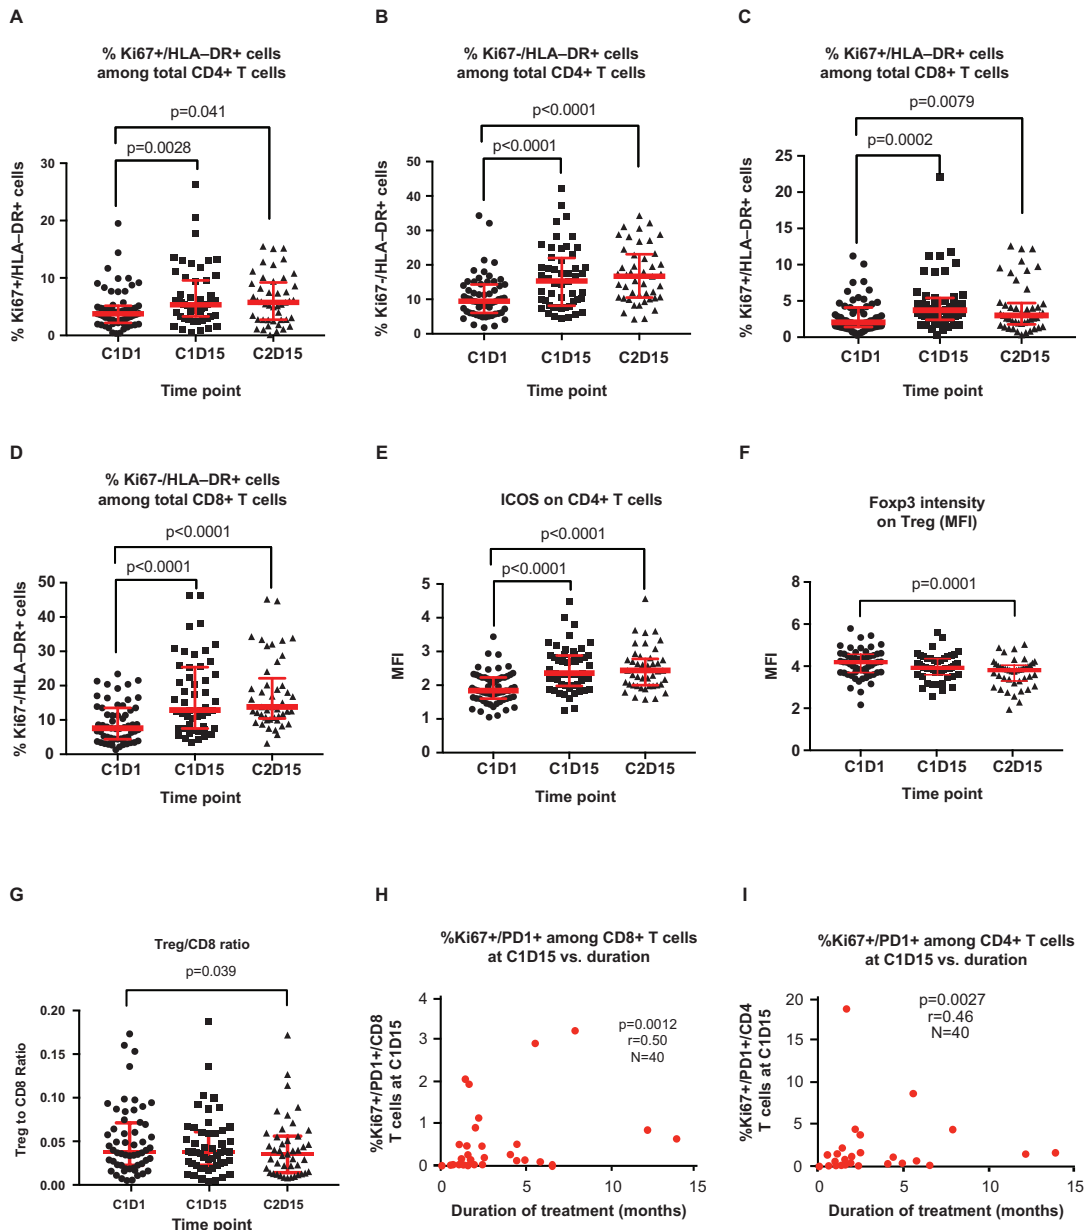 A
% Ki67+/HLA–DR+ cells
among total CD4+ T cells
p=0.041
p=0.0028
% Ki67+/HLA–DR+ cells
30
20
10
0
C1D1
C1D15
C2D15
Time point
B
% Ki67-/HLA–DR+ cells
among total CD4+ T cells
p<0.0001
p<0.0001
% Ki67-/HLA–DR+ cells
50
40
30
20
10
0
C1D1
C1D15
C2D15
Time point
C
% Ki67+/HLA–DR+ cells
among total CD8+ T cells
p=0.0079
p=0.0002
% Ki67+/HLA–DR+ cells
25
20
15
10
5
0
C1D1
C1D15
C2D15
Time point
D
% Ki67-/HLA–DR+ cells
among total CD8+ T cells
p<0.0001
p<0.0001
% Ki67-/HLA–DR+ cells
50
40
30
20
10
0
C1D1
C1D15
C2D15
Time point
E
ICOS on CD4+ T cells
p<0.0001
p<0.0001
MFI
5
4
3
2
1
0
C1D1
C1D15
C2D15
Time point
F
Foxp3 intensity
on Treg (MFI)
p=0.0001
MFI
8
6
4
2
0
C1D1
C1D15
C2D15
Time point
G
Treg/CD8 ratio
p=0.039
Treg to CD8 Ratio
0.20
0.15
0.10
0.05
0.00
C1D1
C1D15
C2D15
Time point
H
%Ki67+/PD1+ among CD8+ T cells
at C1D15 vs. duration
p=0.0012
r=0.50
N=40
%Ki67+/PD1+/CD8
T cells at C1D15
4
3
2
1
0
0
5
10
15
Duration of treatment (months)
I
%Ki67+/PD1+ among CD4+ T cells
at C1D15 vs. duration
p=0.0027
r=0.46
N=40
%Ki67+/PD1+/CD4
T cells at C1D15
20
15
10
5
0
0
5
10
15
Duration of treatment (months)